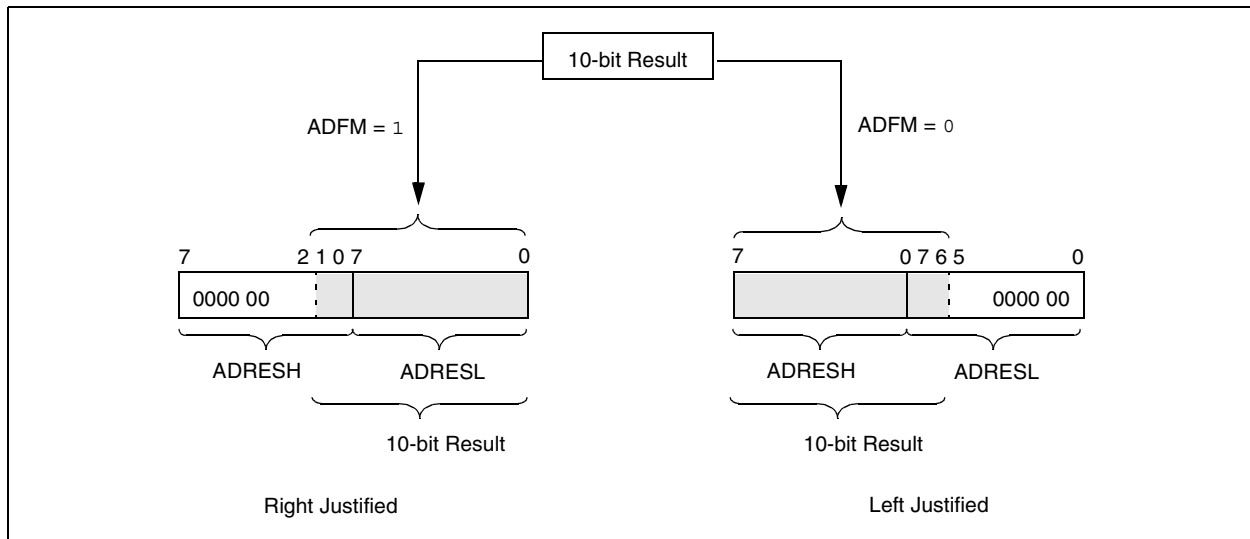 10-bit Result
ADFM = 1
ADFM = 0
7 2 1 0 7 0
7 0 7 6 5 0
0000 00
0000 00
ADRESH ADRESL
ADRESH ADRESL
10-bit Result
10-bit Result
Right Justified
Left Justified